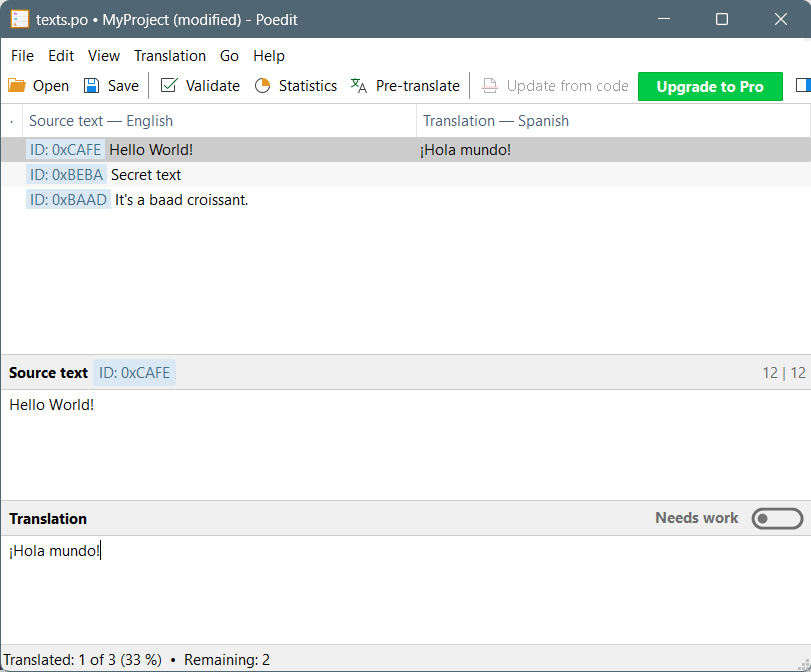 texts.po • MyProject (modified) - Poedit
File Edit View Translation Go Help
Open Save Validate Statistics Pre-translate Update from code Upgrade to Pro
Source text — English Translation — Spanish
ID: 0xCAFE Hello World! ¡Hola mundo!
ID: 0xBEBA Secret text
ID: 0xBAAD It's a baad croissant.
Source text ID: 0xCAFE 12 | 12
Hello World!
Translation Needs work
¡Hola mundo!
Translated: 1 of 3 (33 %) • Remaining: 2